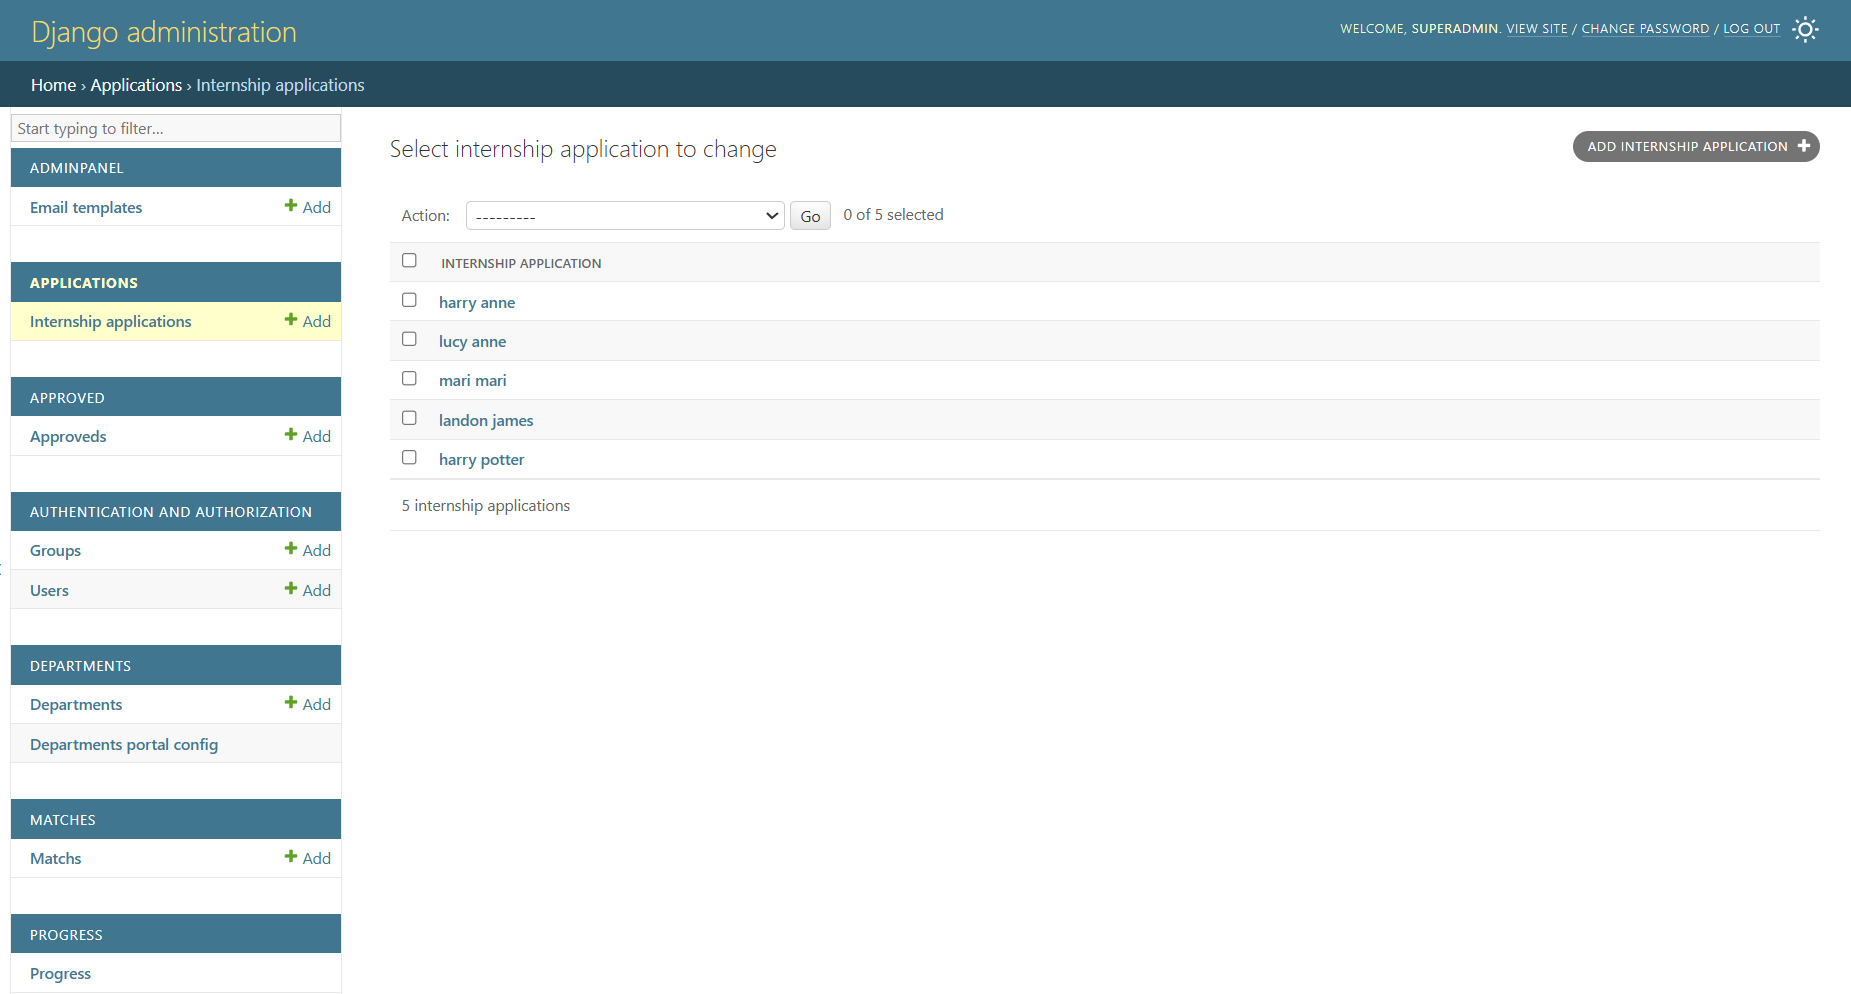 Django administration
WELCOME, SUPERADMIN. VIEW SITE / CHANGE PASSWORD / LOG OUT
Home › Applications › Internship applications
Start typing to filter...
ADMINPANEL
Email templates + Add
APPLICATIONS
Internship applications + Add
APPROVED
Approveds + Add
AUTHENTICATION AND AUTHORIZATION
Groups + Add
Users + Add
DEPARTMENTS
Departments + Add
Departments portal config
MATCHES
Matchs + Add
PROGRESS
Progress
Select internship application to change
ADD INTERNSHIP APPLICATION +
Action: --------- Go 0 of 5 selected
INTERNSHIP APPLICATION
harry anne
lucy anne
mari mari
landon james
harry potter
5 internship applications